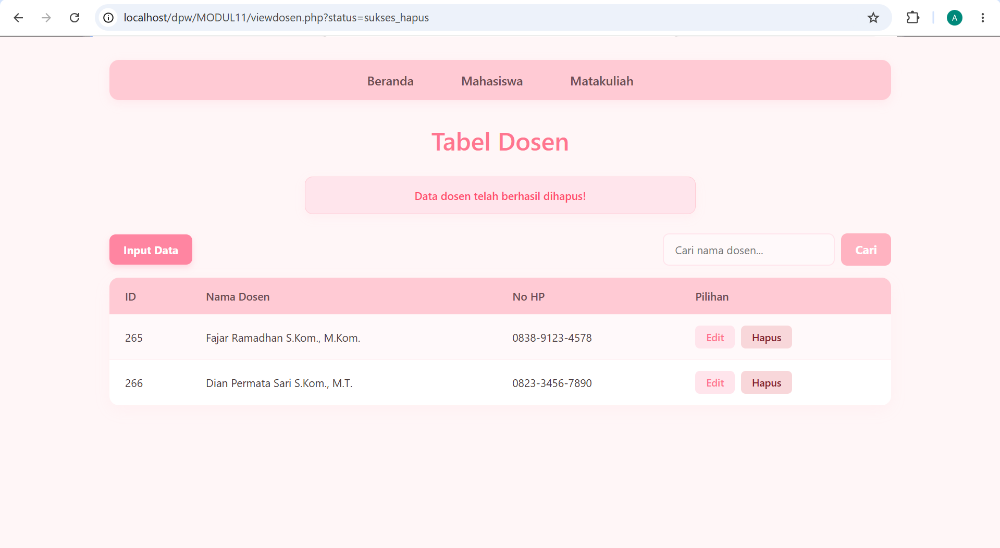 localhost/dpw/MODUL11/viewdosen.php?status=sukses_hapus
A
Beranda Mahasiswa Matakuliah
Tabel Dosen
Data dosen telah berhasil dihapus!
Input Data Cari nama dosen... Cari
ID Nama Dosen No HP Pilihan
265 Fajar Ramadhan S.Kom., M.Kom. 0838-9123-4578 Edit Hapus
266 Dian Permata Sari S.Kom., M.T. 0823-3456-7890 Edit Hapus